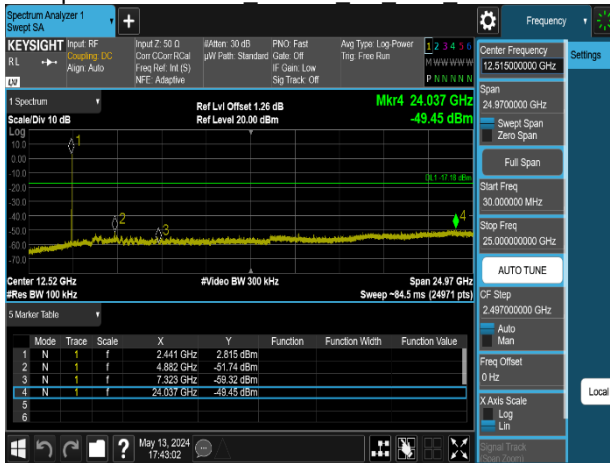 Spectrum Analyzer 1
Swept SA
+
Frequency
KEYSIGHT
RL
Input: RF
Coupling: DC
Align: Auto
Input Z: 50 Ω
Corr CCorr RCal
Freq Ref: Int (S)
NFE: Adaptive
#Atten: 30 dB
µW Path: Standard
PNO: Fast
Gate: Off
IF Gain: Low
Sig Track: Off
Avg Type: Log-Power
Trig: Free Run
1 2 3 4 5 6
M W W W W W
P N N N N N
1 Spectrum
Scale/Div 10 dB
Ref Lvl Offset 1.26 dB
Ref Level 20.00 dBm
Mkr4 24.037 GHz
-49.45 dBm
Log
10.0
0.00
-10.0
-20.0
-30.0
-40.0
-50.0
-60.0
-70.0
1
2
3
4
DL1 -17.18 dBm
Center 12.52 GHz
#Res BW 100 kHz
#Video BW 300 kHz
Span 24.97 GHz
Sweep ~84.5 ms (24971 pts)
5 Marker Table
Mode Trace Scale X Y Function Function Width Function Value
1 N 1 f 2.441 GHz 2.815 dBm
2 N 1 f 4.882 GHz -51.74 dBm
3 N 1 f 7.323 GHz -59.32 dBm
4 N 1 f 24.037 GHz -49.45 dBm
5
6
?
May 13, 2024
17:43:02
Center Frequency
12.515000000 GHz
Span
24.9700000 GHz
Swept Span
Zero Span
Full Span
Start Freq
30.000000 MHz
Stop Freq
25.000000000 GHz
AUTO TUNE
CF Step
2.497000000 GHz
Auto
Man
Freq Offset
0 Hz
X Axis Scale
Log
Lin
Signal Track
(Span Zoom)
Settings
Local